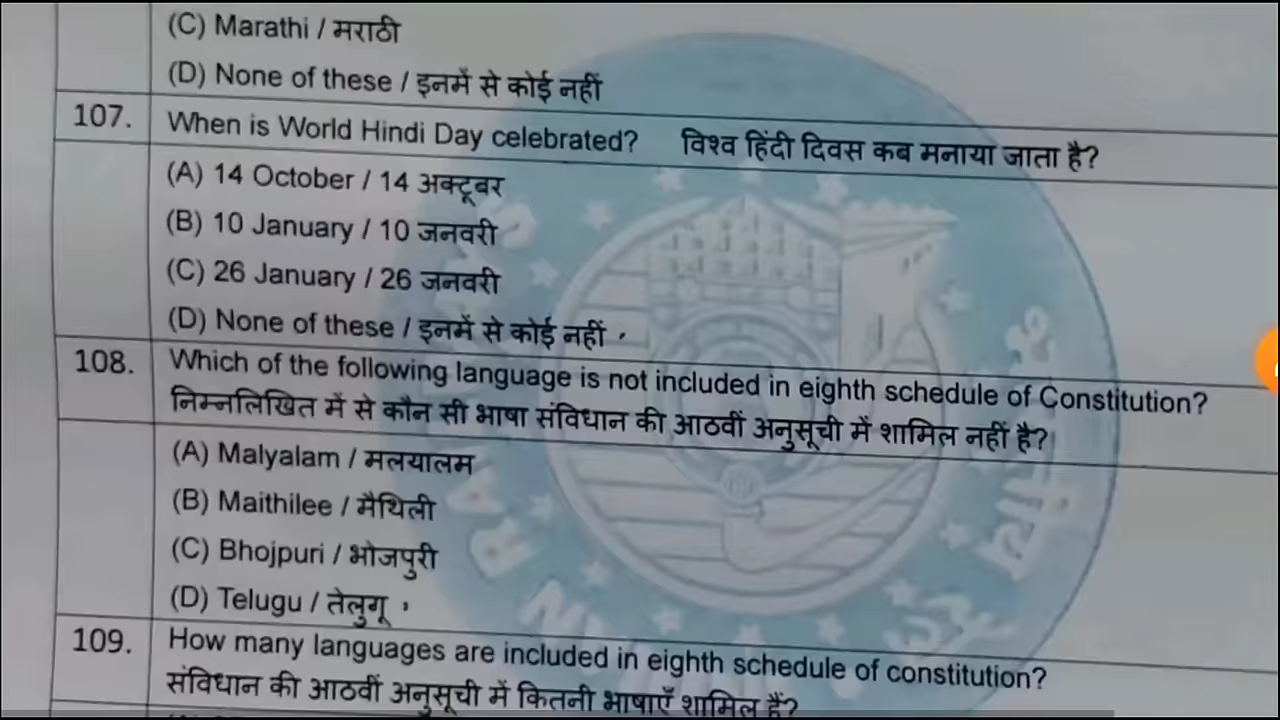 (C) Marathi / मराठी
(D) None of these / इनमें से कोई नहीं
107. When is World Hindi Day celebrated? विश्व हिंदी दिवस कब मनाया जाता है?
(A) 14 October / 14 अक्टूबर
(B) 10 January / 10 जनवरी
(C) 26 January / 26 जनवरी
(D) None of these / इनमें से कोई नहीं
108. Which of the following language is not included in eighth schedule of Constitution?
निम्नलिखित में से कौन सी भाषा संविधान की आठवीं अनुसूची में शामिल नहीं है?
(A) Malyalam / मलयालम
(B) Maithilee / मैथिली
(C) Bhojpuri / भोजपुरी
(D) Telugu / तेलुगू
109. How many languages are included in eighth schedule of constitution?
संविधान की आठवीं अनुसूची में कितनी भाषाएँ शामिल हैं?